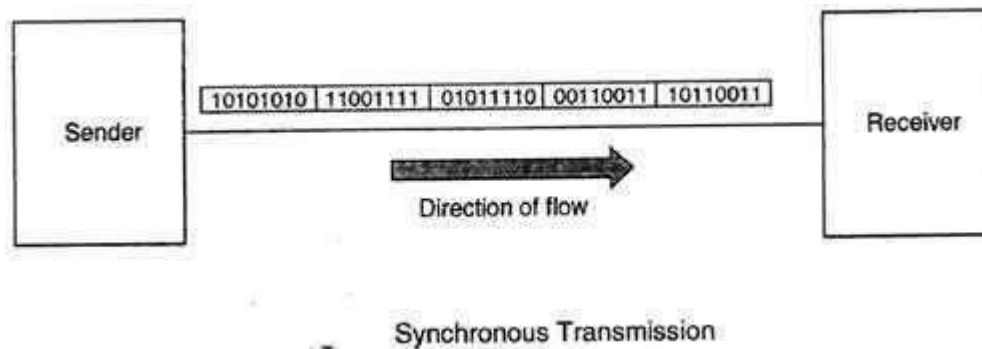 10101010 11001111 01011110 00110011 10110011
Sender
Receiver
Direction of flow
Synchronous Transmission